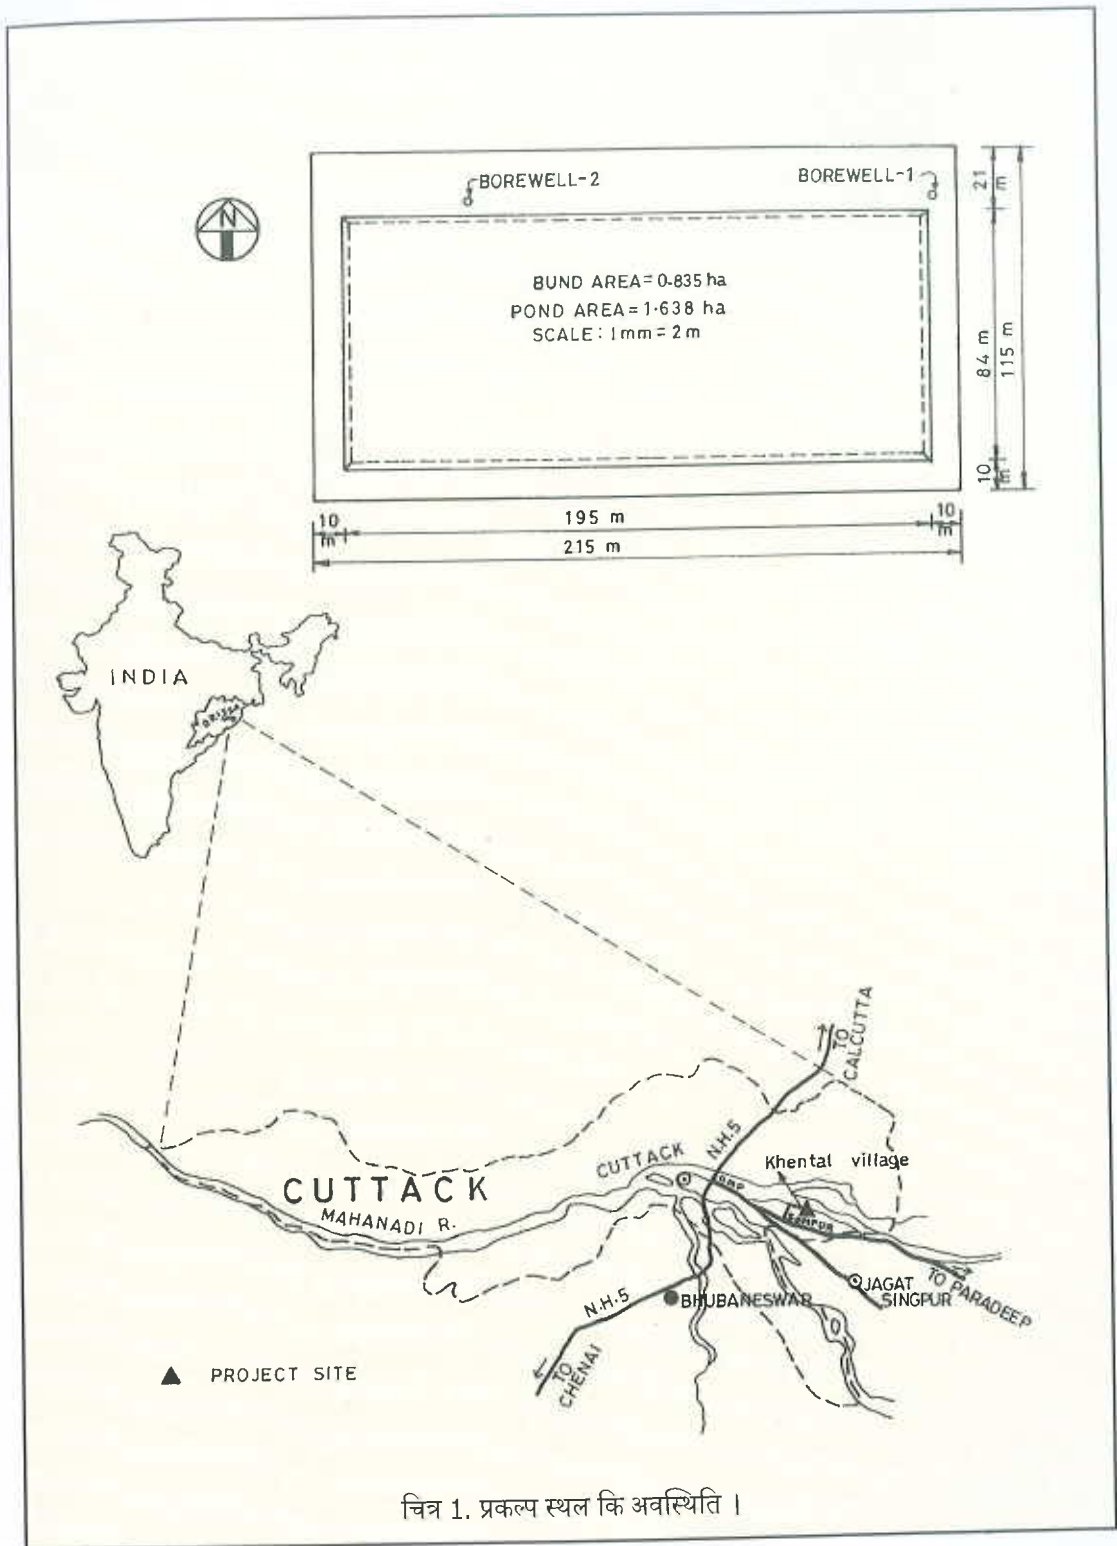 BOREWELL-2
BOREWELL-1
N
BUND AREA = 0.835 ha
POND AREA = 1.638 ha
SCALE : 1mm = 2m
21 m
84 m
115 m
10 m
10 m
195 m
10 m
215 m
INDIA
ORISSA
TO CALCUTTA
N.H.5
CUTTACK
Khental village
CUTTACK
MAHANADI R.
OMP
JAGAT SINGPUR
TO PARADEEP
N.H.5
BHUBANESWAR
TO CHENAI
▲ PROJECT SITE
चित्र 1. प्रकल्प स्थल कि अवस्थिति ।